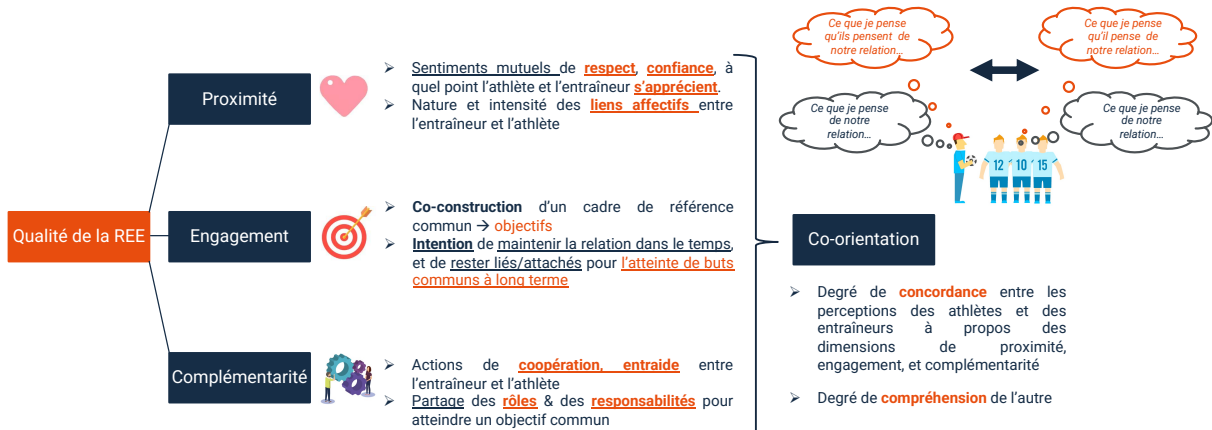 Qualité de la REE
Proximité
➢ Sentiments mutuels de respect, confiance, à
quel point l'athlète et l'entraîneur s'apprécient.
➢ Nature et intensité des liens affectifs entre
l'entraîneur et l'athlète
Engagement
➢ Co-construction d'un cadre de référence
commun → objectifs
➢ Intention de maintenir la relation dans le temps,
et de rester liés/attachés pour l'atteinte de buts
communs à long terme
Complémentarité
➢ Actions de coopération, entraide entre
l'entraîneur et l'athlète
➢ Partage des rôles & des responsabilités pour
atteindre un objectif commun
Ce que je pense
qu'ils pensent de
notre relation…
Ce que je pense
qu'il pense de
notre relation…
Ce que je pense
de notre
relation…
Ce que je pense
de notre
relation…
12 10 15
Co-orientation
➢ Degré de concordance entre les
perceptions des athlètes et des
entraîneurs à propos des
dimensions de proximité,
engagement, et complémentarité
➢ Degré de compréhension de l'autre